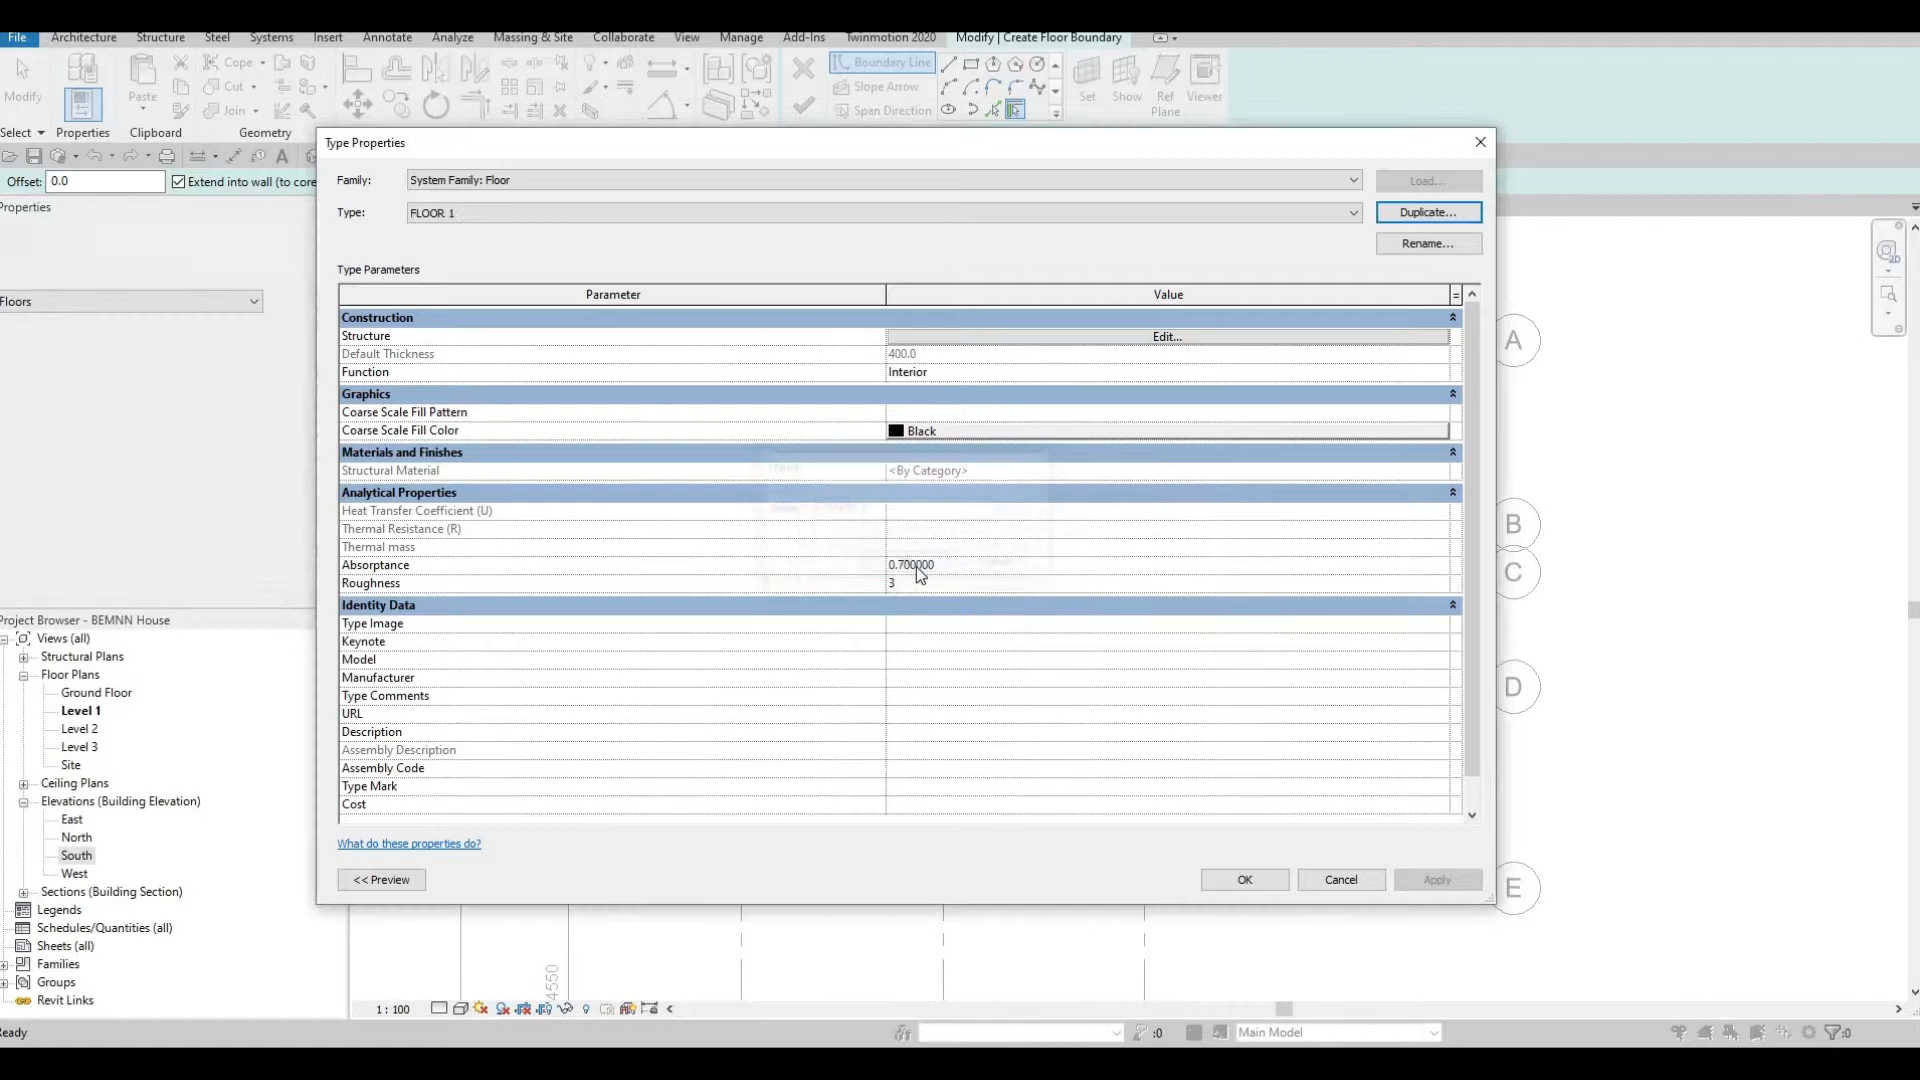 File Architecture Structure Steel Systems Insert Annotate Analyze Massing & Site Collaborate View Manage Add-Ins Twinmotion 2020 Modify | Create Floor Boundary
Cope
Boundary Line
Modify
Paste
Cut
Slope Arrow
Set Show Ref Plane Viewer
Join
Span Direction
Select Properties Clipboard Geometry
Offset: 0.0 Extend into wall (to core
Properties
Floors
Type Properties
Family: System Family: Floor Load...
Type: FLOOR 1 Duplicate...
Rename...
Type Parameters
Parameter Value =
Construction
Structure Edit...
Default Thickness 400.0
Function Interior
Graphics
Coarse Scale Fill Pattern
Coarse Scale Fill Color Black
Materials and Finishes
Structural Material <By Category>
Analytical Properties
Heat Transfer Coefficient (U)
Thermal Resistance (R)
Thermal mass
Absorptance 0.700000
Roughness 3
Identity Data
Type Image
Keynote
Model
Manufacturer
Type Comments
URL
Description
Assembly Description
Assembly Code
Type Mark
Cost
What do these properties do?
<< Preview OK Cancel Apply
2D
A
B
C
D
E
Project Browser - BEMNN House
Views (all)
Structural Plans
Floor Plans
Ground Floor
Level 1
Level 2
Level 3
Site
Ceiling Plans
Elevations (Building Elevation)
East
North
South
West
Sections (Building Section)
Legends
Schedules/Quantities (all)
Sheets (all)
Families
Groups
Revit Links
4550
1 : 100
Ready
:0
Main Model
:0